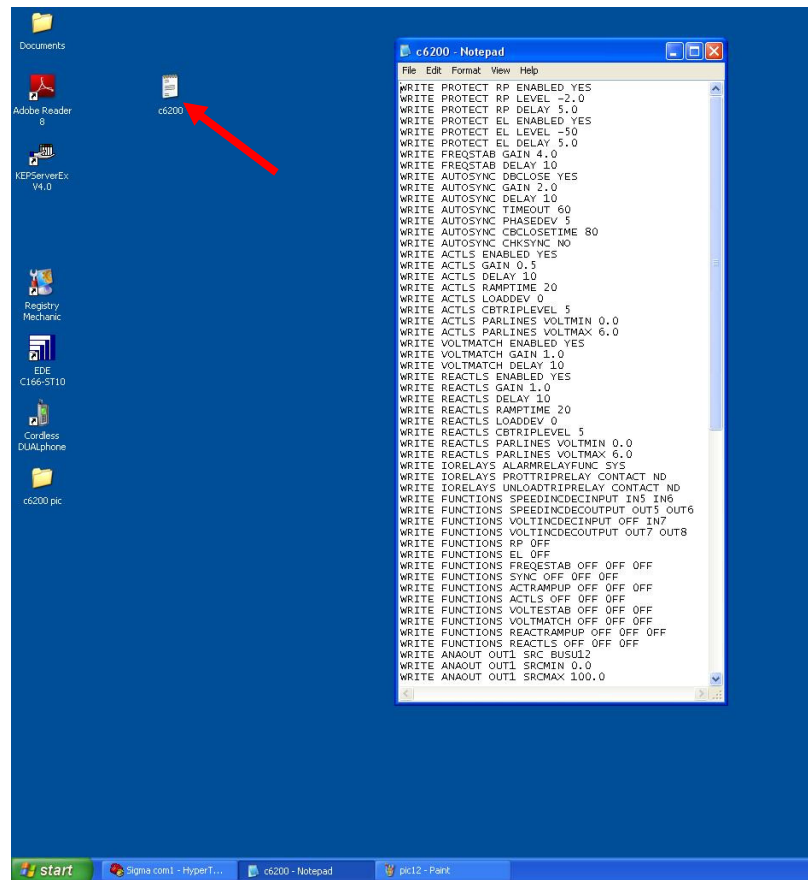 Documents
Adobe Reader
8
c6200
KEPServerEx
V4.0
Registry
Mechanic
EDE
C166-ST10
Cordless
DUALphone
c6200 pic
c6200 - Notepad
File Edit Format View Help
WRITE PROTECT RP ENABLED YES
WRITE PROTECT RP LEVEL -2.0
WRITE PROTECT RP DELAY 5.0
WRITE PROTECT EL ENABLED YES
WRITE PROTECT EL LEVEL -50
WRITE PROTECT EL DELAY 5.0
WRITE FREQSTAB GAIN 4.0
WRITE FREQSTAB DELAY 10
WRITE AUTOSYNC DBCLOSE YES
WRITE AUTOSYNC GAIN 2.0
WRITE AUTOSYNC DELAY 10
WRITE AUTOSYNC TIMEOUT 60
WRITE AUTOSYNC PHASEDEV 5
WRITE AUTOSYNC CBCLOSETIME 80
WRITE AUTOSYNC CHKSYNC NO
WRITE ACTLS ENABLED YES
WRITE ACTLS GAIN 0.5
WRITE ACTLS DELAY 10
WRITE ACTLS RAMPTIME 20
WRITE ACTLS LOADDEV 0
WRITE ACTLS CBTRIPLEVEL 5
WRITE ACTLS PARLINES VOLTMIN 0.0
WRITE ACTLS PARLINES VOLTMAX 6.0
WRITE VOLTMATCH ENABLED YES
WRITE VOLTMATCH GAIN 1.0
WRITE VOLTMATCH DELAY 10
WRITE REACTLS ENABLED YES
WRITE REACTLS GAIN 1.0
WRITE REACTLS DELAY 10
WRITE REACTLS RAMPTIME 20
WRITE REACTLS LOADDEV 0
WRITE REACTLS CBTRIPLEVEL 5
WRITE REACTLS PARLINES VOLTMIN 0.0
WRITE REACTLS PARLINES VOLTMAX 6.0
WRITE IORELAYS ALARMRELAYFUNC SYS
WRITE IORELAYS PROTTRIPRELAY CONTACT ND
WRITE IORELAYS UNLOADTRIPRELAY CONTACT ND
WRITE FUNCTIONS SPEEDINCDECINPUT IN5 IN6
WRITE FUNCTIONS SPEEDINCDECOUTPUT OUT5 OUT6
WRITE FUNCTIONS VOLTINCDECINPUT OFF IN7
WRITE FUNCTIONS VOLTINCDECOUTPUT OUT7 OUT8
WRITE FUNCTIONS RP OFF
WRITE FUNCTIONS EL OFF
WRITE FUNCTIONS FREQESTAB OFF OFF OFF
WRITE FUNCTIONS SYNC OFF OFF OFF
WRITE FUNCTIONS ACTRAMPUP OFF OFF OFF
WRITE FUNCTIONS ACTLS OFF OFF OFF
WRITE FUNCTIONS VOLTESTAB OFF OFF OFF
WRITE FUNCTIONS VOLTMATCH OFF OFF OFF
WRITE FUNCTIONS REACTRAMPUP OFF OFF OFF
WRITE FUNCTIONS REACTLS OFF OFF OFF
WRITE ANAOUT OUT1 SRC BUSU12
WRITE ANAOUT OUT1 SRCMIN 0.0
WRITE ANAOUT OUT1 SRCMAX 100.0
start
Sigma com1 - HyperT...
c6200 - Notepad
pic12 - Paint